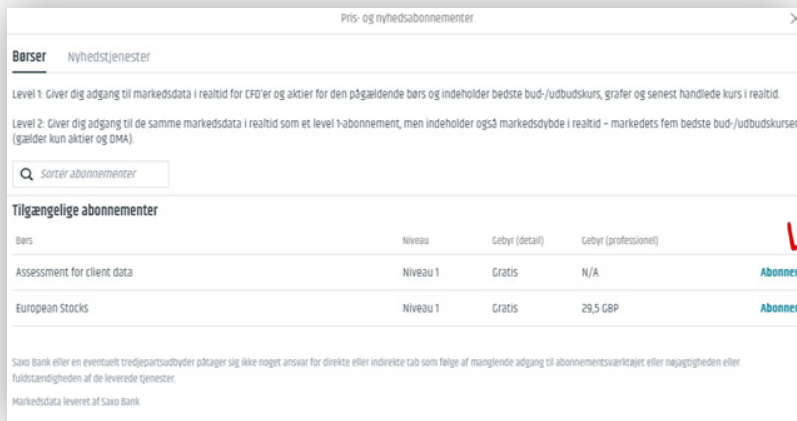 Pris- og nyhedsabonnementer
Børser Nyhedstjenester
Level 1: Giver dig adgang til markedsdata i realtid for CFD'er og aktier for den pågældende børs og indeholder bedste bud-/udbudskurs, grafer og senest handlede kurs i realtid.
Level 2: Giver dig adgang til de samme markedsdata i realtid som et level 1-abonnement, men indeholder også markedsdybde i realtid – markedets fem bedste bud-/udbudskurser
(gælder kun aktier og DMA).
Sorter abonnementer
Tilgængelige abonnementer
Børs Niveau Gebyr (detail) Gebyr (professionel)
Assessment for client data Niveau 1 Gratis N/A Abonner
European Stocks Niveau 1 Gratis 29,5 GBP Abonner
Saxo Bank eller en eventuelt tredjepartsudbyder påtager sig ikke noget ansvar for direkte eller indirekte tab som følge af manglende adgang til abonnementsværktøjet eller nøjagtigheden eller
fuldstændigheden af de leverede tjenester.
Markedsdata leveret af Saxo Bank